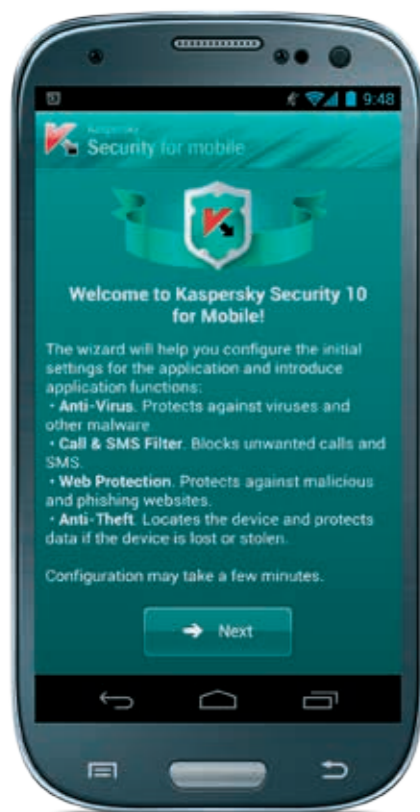 9:48
Kaspersky
Security for mobile
Welcome to Kaspersky Security 10
for Mobile!
The wizard will help you configure the initial
settings for the application and introduce
application functions:
• Anti-Virus. Protects against viruses and
other malware
• Call & SMS Filter. Blocks unwanted calls and
SMS.
• Web Protection. Protects against malicious
and phishing websites.
• Anti-Theft. Locates the device and protects
data if the device is lost or stolen.
Configuration may take a few minutes.
Next